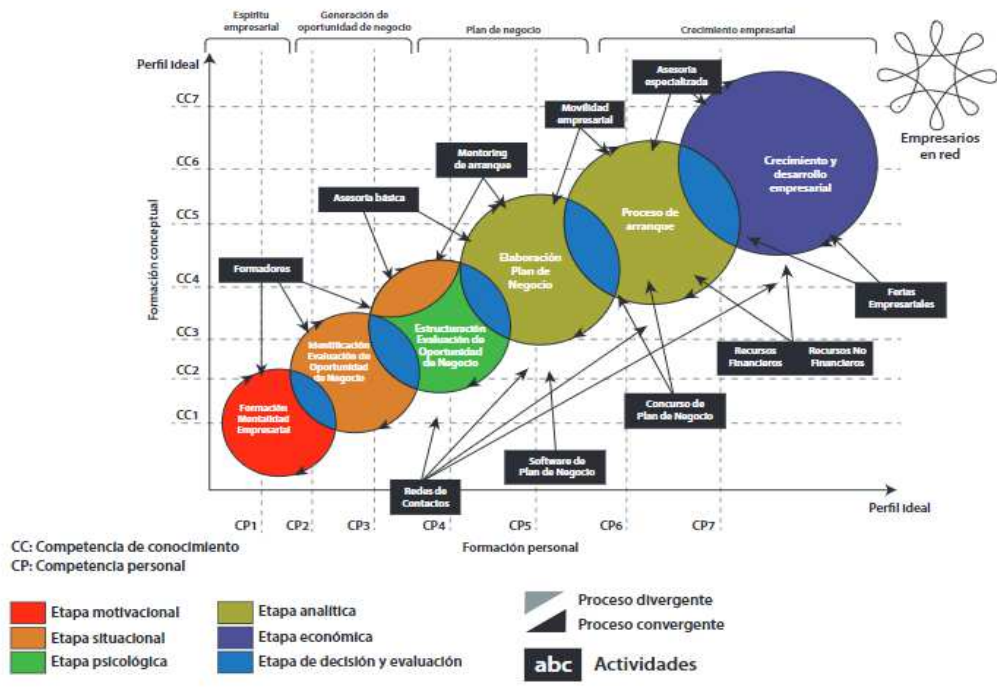 Espíritu
empresarial
Generación de
oportunidad de negocio
Plan de negocio
Crecimiento empresarial
Perfil ideal
CC7
CC6
CC5
CC4
CC3
CC2
CC1
Formación conceptual
Asesoría
especializada
Movilidad
empresarial
Mentoring
de arranque
Asesoría básica
Formadores
Empresarios
en red
Crecimiento y
desarrollo
empresarial
Proceso de
arranque
Elaboración
Plan de
Negocio
Estructuración
Evaluación de
Oportunidad
de Negocio
Identificación
Evaluación de
Oportunidad
de Negocio
Formación
Mentalidad
Empresarial
Ferias
Empresariales
Recursos
Financieros
Recursos No
Financieros
Concurso de
Plan de Negocio
Software de
Plan de Negocio
Redes de
Contactos
Perfil ideal
CP1
CP2
CP3
CP4
CP5
CP6
CP7
Formación personal
CC: Competencia de conocimiento
CP: Competencia personal
Etapa motivacional
Etapa situacional
Etapa psicológica
Etapa analítica
Etapa económica
Etapa de decisión y evaluación
Proceso divergente
Proceso convergente
abc Actividades